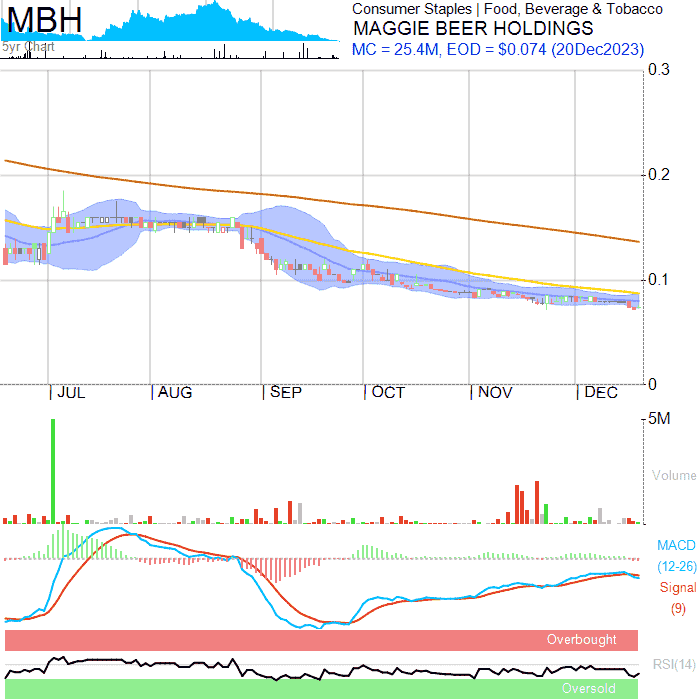 MBH
Consumer Staples | Food, Beverage & Tobacco
MAGGIE BEER HOLDINGS
MC = 25.4M, EOD = $0.074 (20Dec2023)
5yr Chart
0.3
0.2
0.1
0
JUL AUG SEP OCT NOV DEC
5M
Volume
MACD
(12-26)
Signal
(9)
Overbought
RSI(14)
Oversold